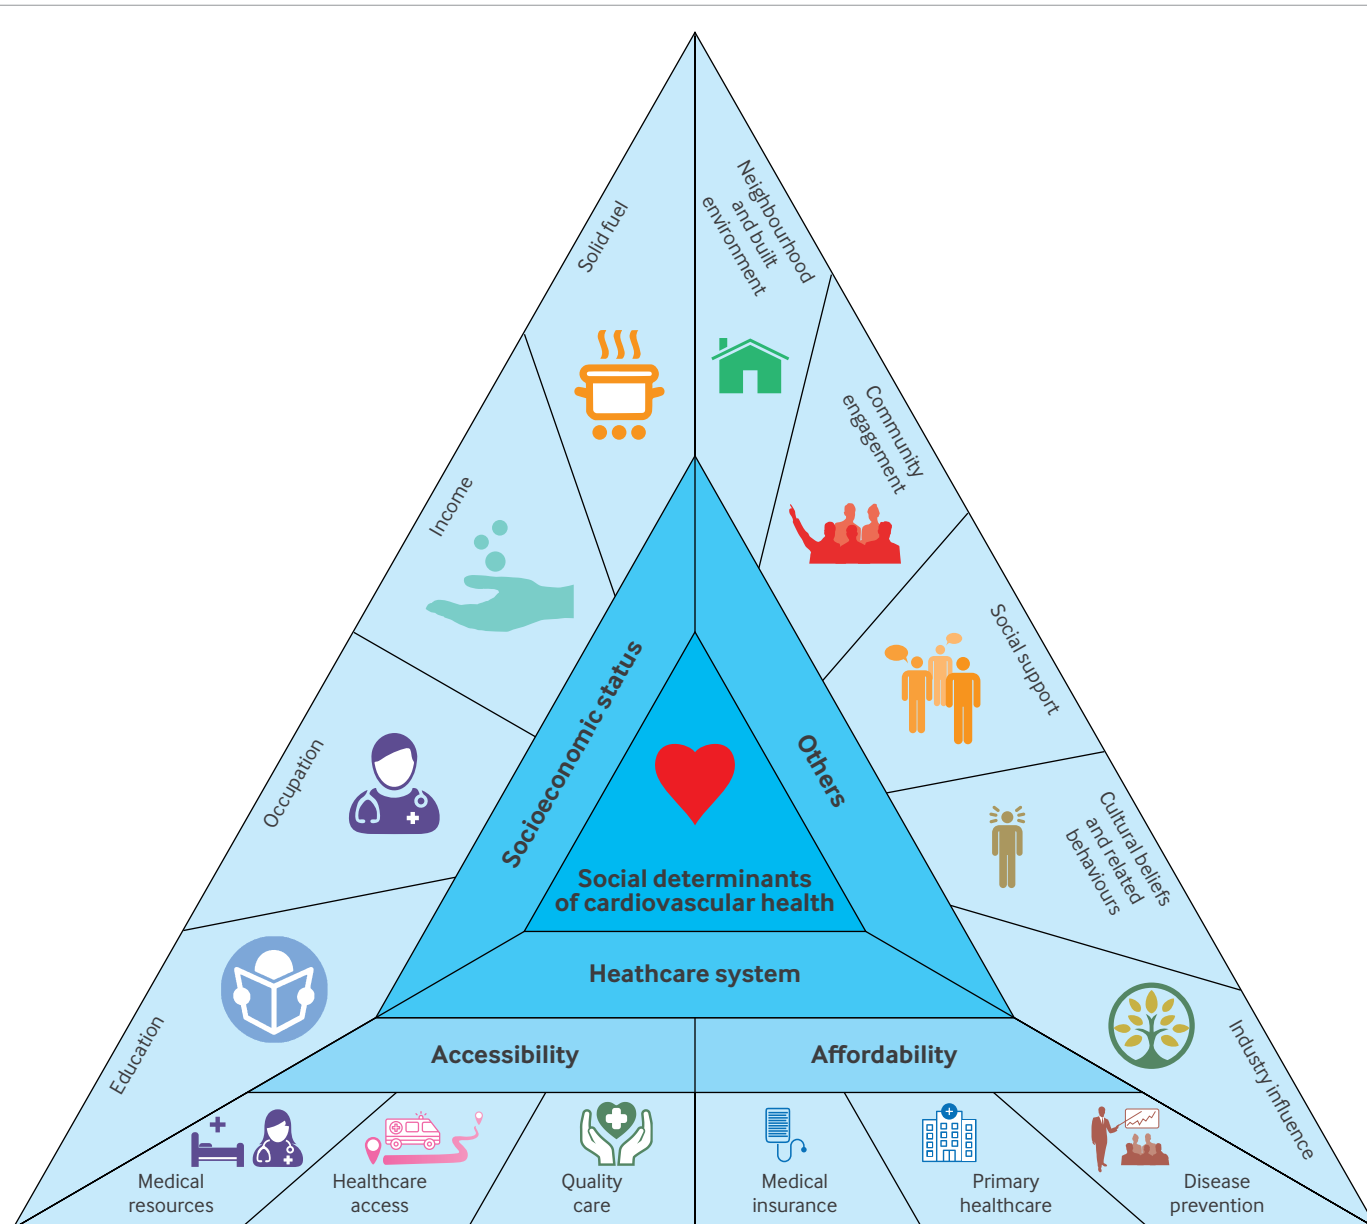 Solid fuel
Neighbourhood
and built
environment
Income
Community
engagement
Occupation
Social support
Education
Cultural beliefs
and related
behaviours
Industry influence
Socioeconomic status
Others
Social determinants
of cardiovascular health
Heathcare system
Accessibility
Affordability
Medical
resources
Healthcare
access
Quality
care
Medical
insurance
Primary
healthcare
Disease
prevention